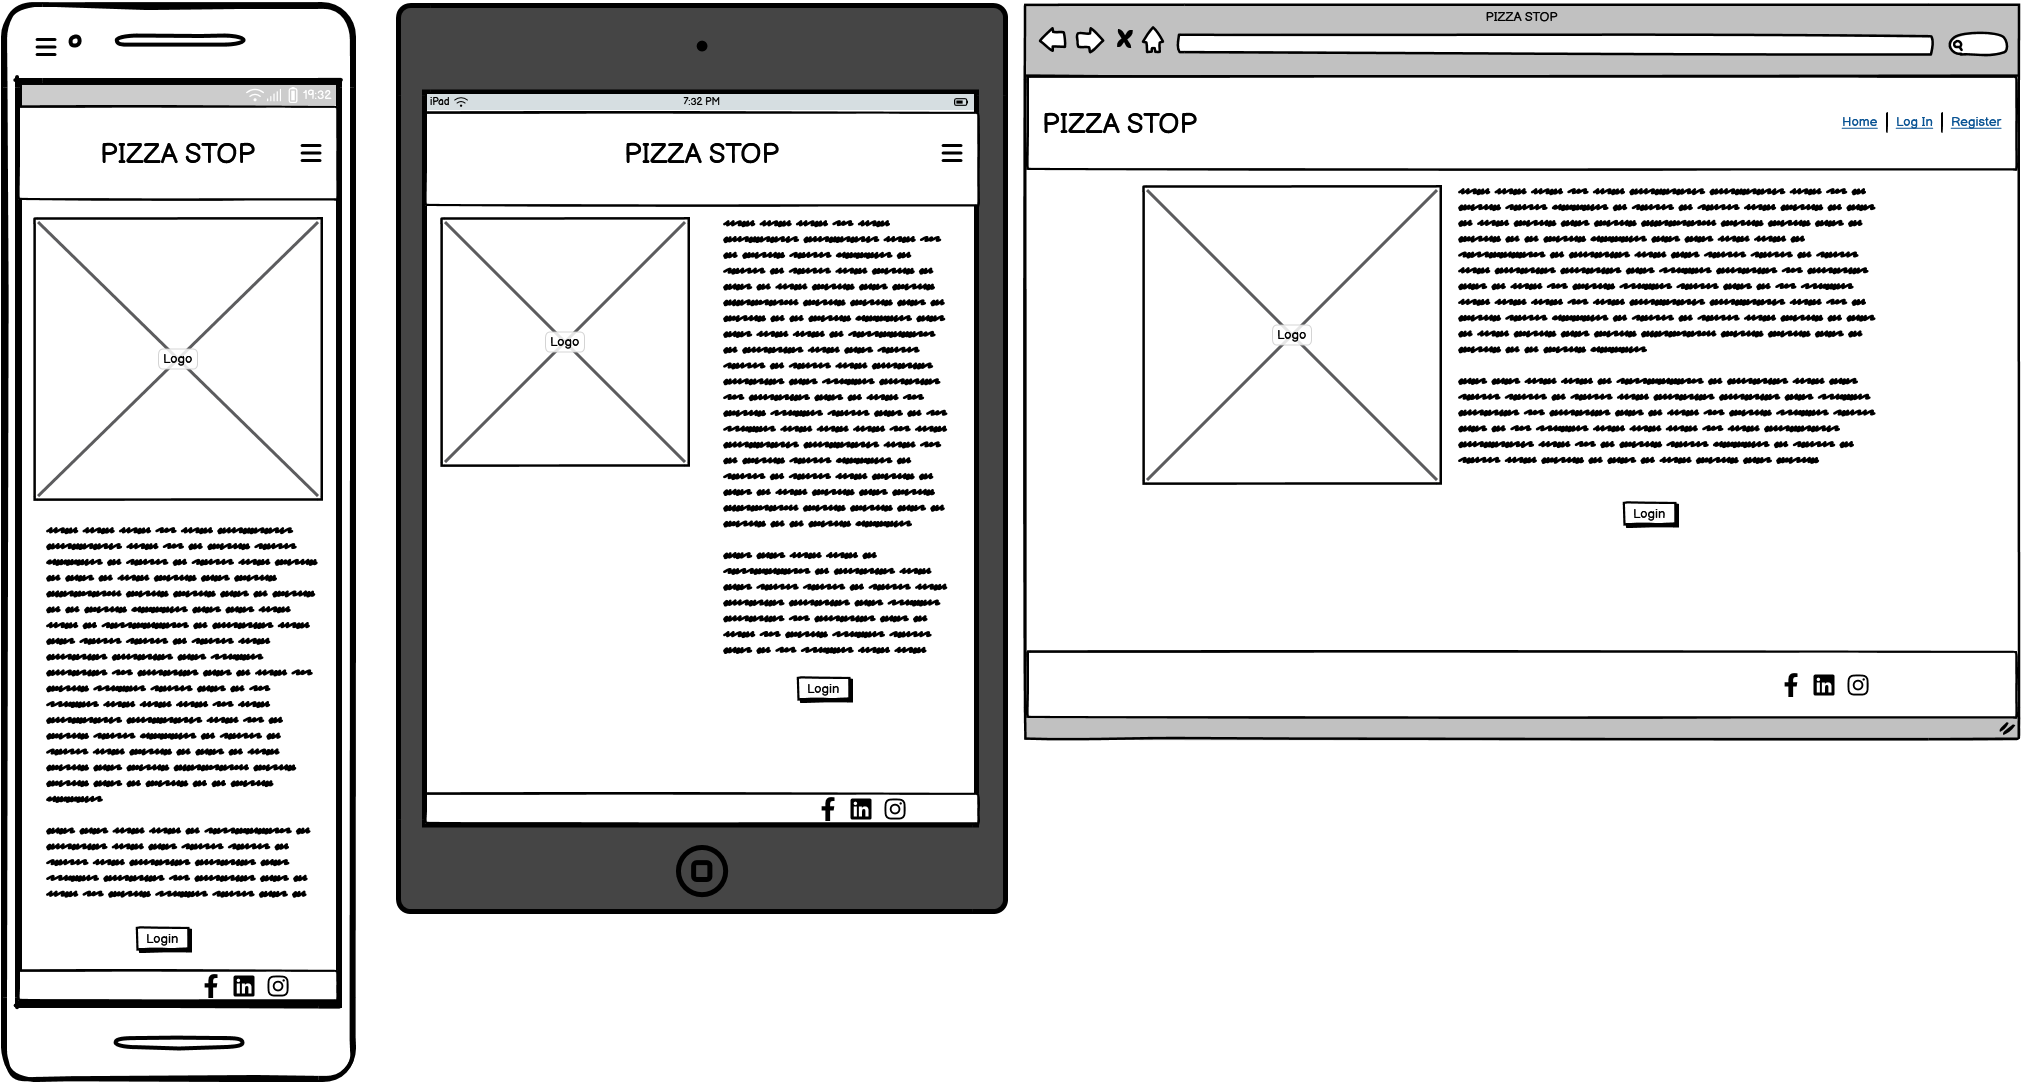 19:32
PIZZA STOP
Logo
Login
iPad
7:32 PM
PIZZA STOP
Logo
Login
PIZZA STOP
PIZZA STOP
Home | Log In | Register
Logo
Login